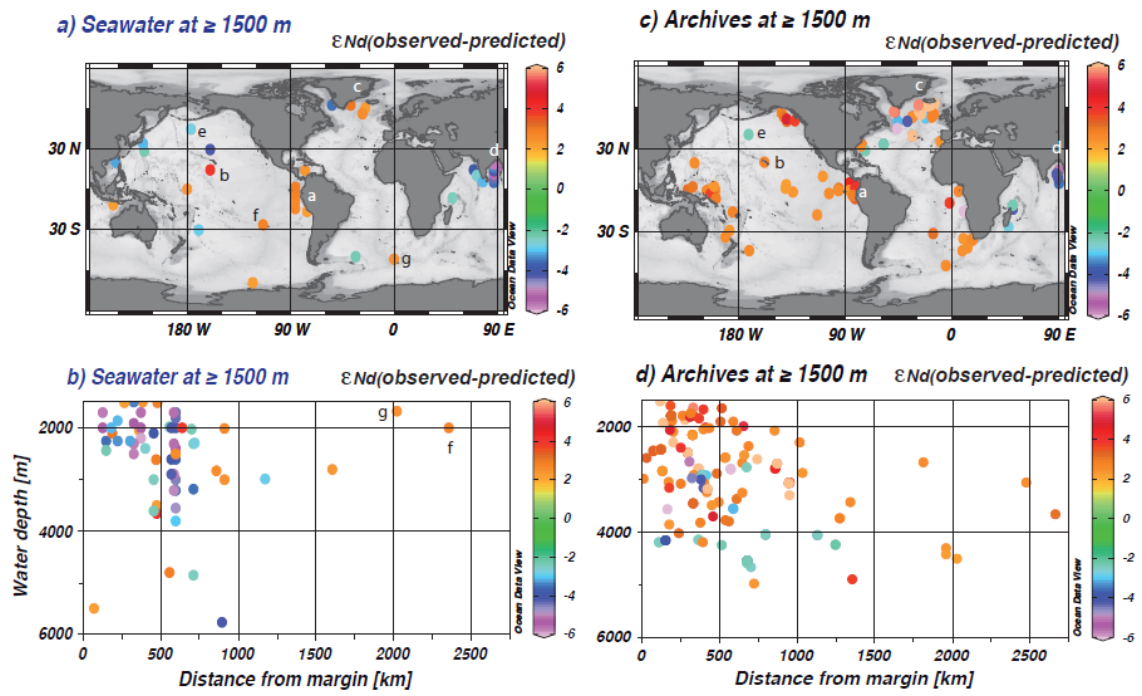 a) Seawater at ≥ 1500 m
εNd(observed-predicted)
c
e
30 N
d
b
a
f
30 S
g
180 W
90 W
0
90 E
6
4
2
0
-2
-4
-6
Ocean Data View
c) Archives at ≥ 1500 m
εNd(observed-predicted)
c
e
30 N
d
b
a
30 S
180 W
90 W
0
90 E
6
4
2
0
-2
-4
-6
Ocean Data View
b) Seawater at ≥ 1500 m
εNd(observed-predicted)
g
f
2000
4000
6000
Water depth [m]
0
500
1000
1500
2000
2500
Distance from margin [km]
6
4
2
0
-2
-4
-6
Ocean Data View
d) Archives at ≥ 1500 m
εNd(observed-predicted)
2000
4000
6000
0
500
1000
1500
2000
2500
Distance from margin [km]
6
4
2
0
-2
-4
-6
Ocean Data View